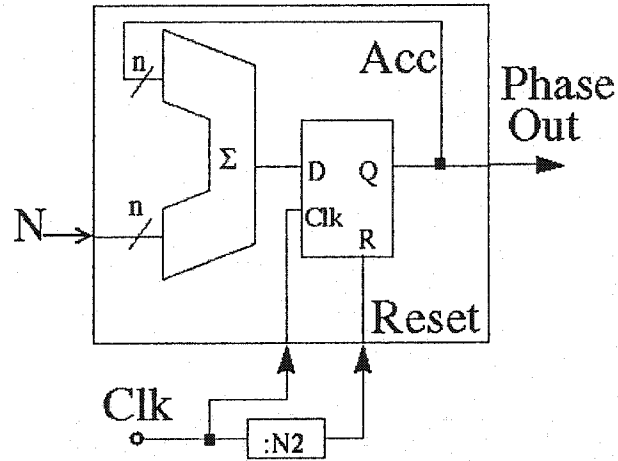 n
Acc
Phase
Out
Σ
D
Q
Clk
n
N
R
Reset
Clk
:N2